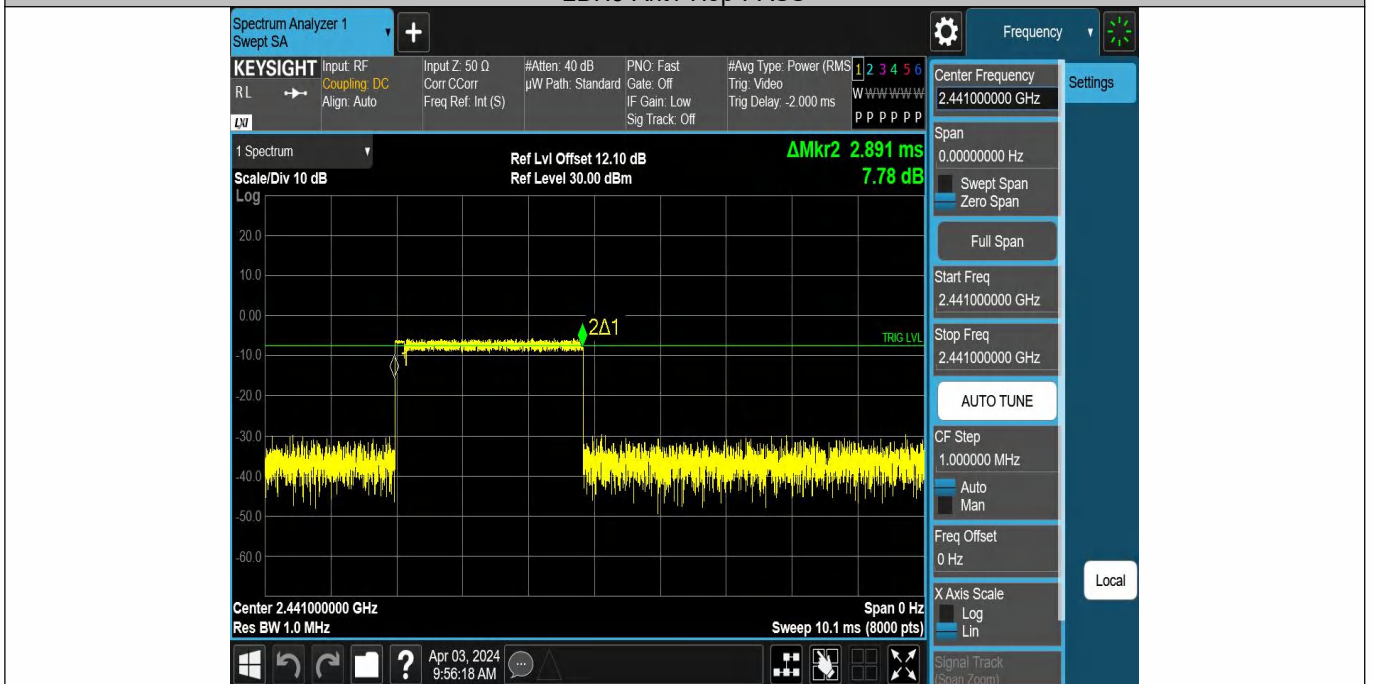 Spectrum Analyzer 1
Swept SA
+
Frequency
KEYSIGHT
RL
LXI
Input: RF
Coupling: DC
Align: Auto
Input Z: 50 Ω
Corr CCorr
Freq Ref: Int (S)
#Atten: 40 dB
µW Path: Standard
PNO: Fast
Gate: Off
IF Gain: Low
Sig Track: Off
#Avg Type: Power (RMS
Trig: Video
Trig Delay: -2.000 ms
1 2 3 4 5 6
W W W W W W
P P P P P P
1 Spectrum
Scale/Div 10 dB
Ref Lvl Offset 12.10 dB
Ref Level 30.00 dBm
ΔMkr2 2.891 ms
7.78 dB
Log
20.0
10.0
0.00
-10.0
-20.0
-30.0
-40.0
-50.0
-60.0
2Δ1
TRIG LVL
Center 2.441000000 GHz
Res BW 1.0 MHz
Span 0 Hz
Sweep 10.1 ms (8000 pts)
Center Frequency
2.441000000 GHz
Settings
Span
0.00000000 Hz
Swept Span
Zero Span
Full Span
Start Freq
2.441000000 GHz
Stop Freq
2.441000000 GHz
AUTO TUNE
CF Step
1.000000 MHz
Auto
Man
Freq Offset
0 Hz
X Axis Scale
Log
Lin
Local
Signal Track
(Span Zoom)
?
Apr 03, 2024
9:56:18 AM